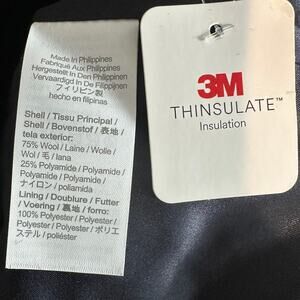 Made In Philippines
Fabriqué Aux Philippines
Hergestellt In Den Philippinen
Vervaardigd In De Filippijnen
フィリピン製
hecho en filipinas
Shell / Tissu Principal /
Shell / Bovenstof / 表地 /
tela exterior:
75% Wool / Laine / Wolle /
Wol / 毛 / lana
25% Polyamide / Polyamide /
Polyamide / Polyamide /
ナイロン / poliamida
Lining / Doublure / Futter
/ Voering / 裏地 / forro:
100% Polyester / Polyester /
Polyester / Polyester / ポリエ
ステル / poliéster
3M
THINSULATE™
Insulation